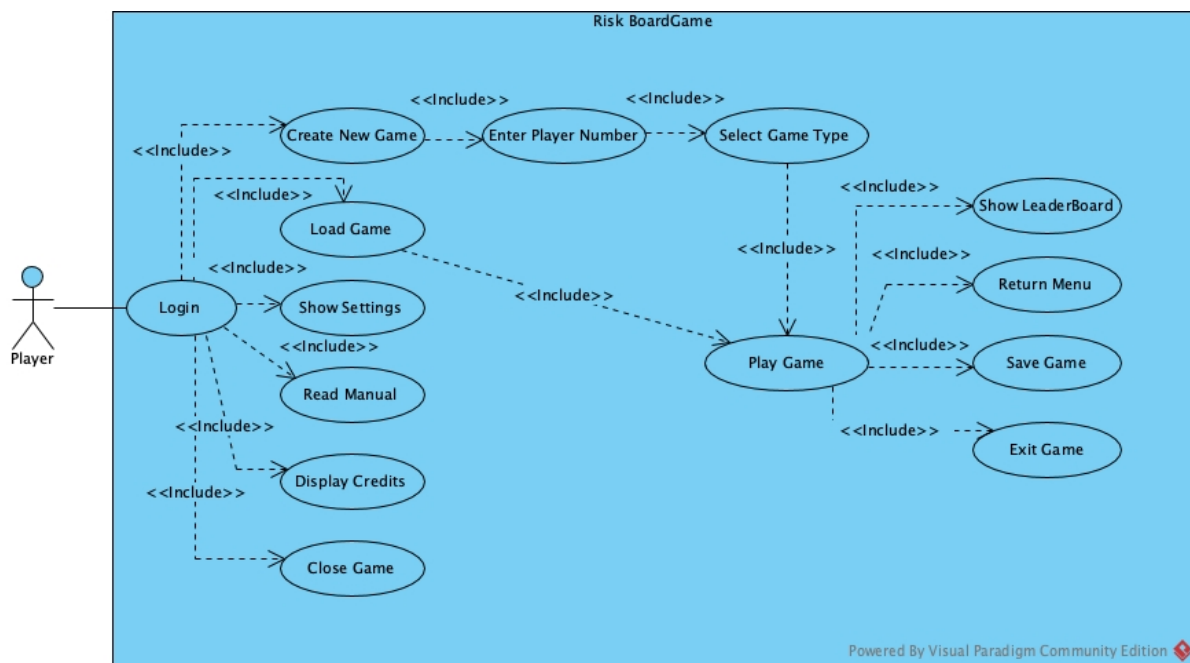 Risk BoardGame
<<Include>>
<<Include>>
Create New Game
Enter Player Number
Select Game Type
<<Include>>
<<Include>>
Show LeaderBoard
<<Include>>
Load Game
<<Include>>
<<Include>>
<<Include>>
Return Menu
<<Include>>
Login
Show Settings
Player
<<Include>>
<<Include>>
Play Game
Save Game
Read Manual
<<Include>>
<<Include>>
Exit Game
Display Credits
<<Include>>
Close Game
Powered By Visual Paradigm Community Edition